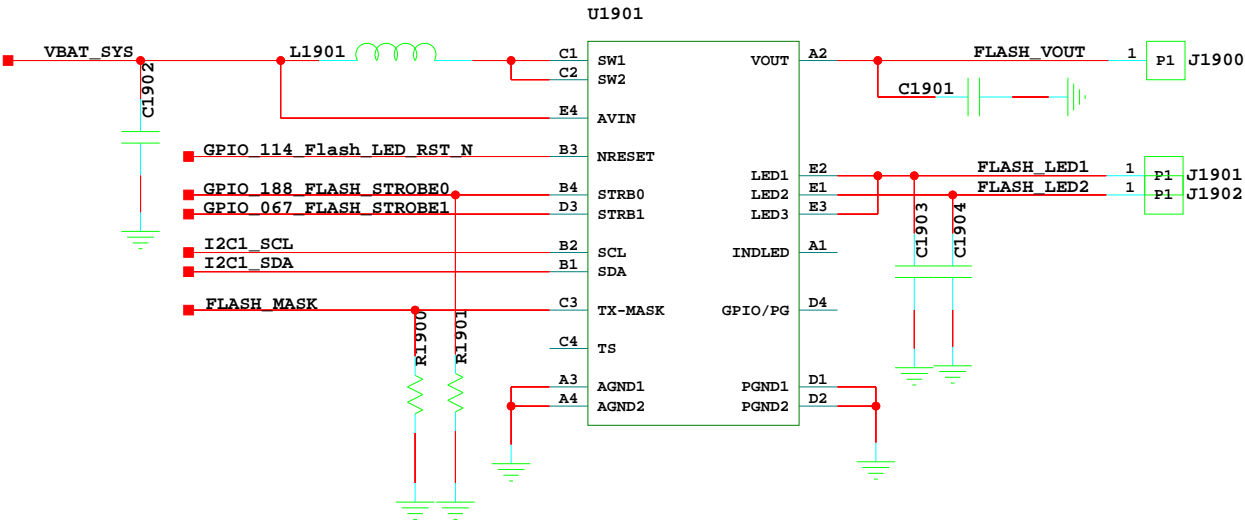 U1901
VBAT_SYS
L1901
C1 SW1
C2 SW2
E4 AVIN
C1902
VOUT A2
FLASH_VOUT
1 P1 J1900
C1901
GPIO_114_Flash_LED_RST_N
B3 NRESET
GPIO_188_FLASH_STROBE0
B4 STRB0
GPIO_067_FLASH_STROBE1
D3 STRB1
LED1 E2
FLASH_LED1
1 P1 J1901
LED2 E1
FLASH_LED2
1 P1 J1902
LED3 E3
C1903
C1904
I2C1_SCL
B2 SCL
I2C1_SDA
B1 SDA
INDLED A1
FLASH_MASK
C3 TX-MASK
GPIO/PG D4
R1900
R1901
C4 TS
A3 AGND1
A4 AGND2
PGND1 D1
PGND2 D2